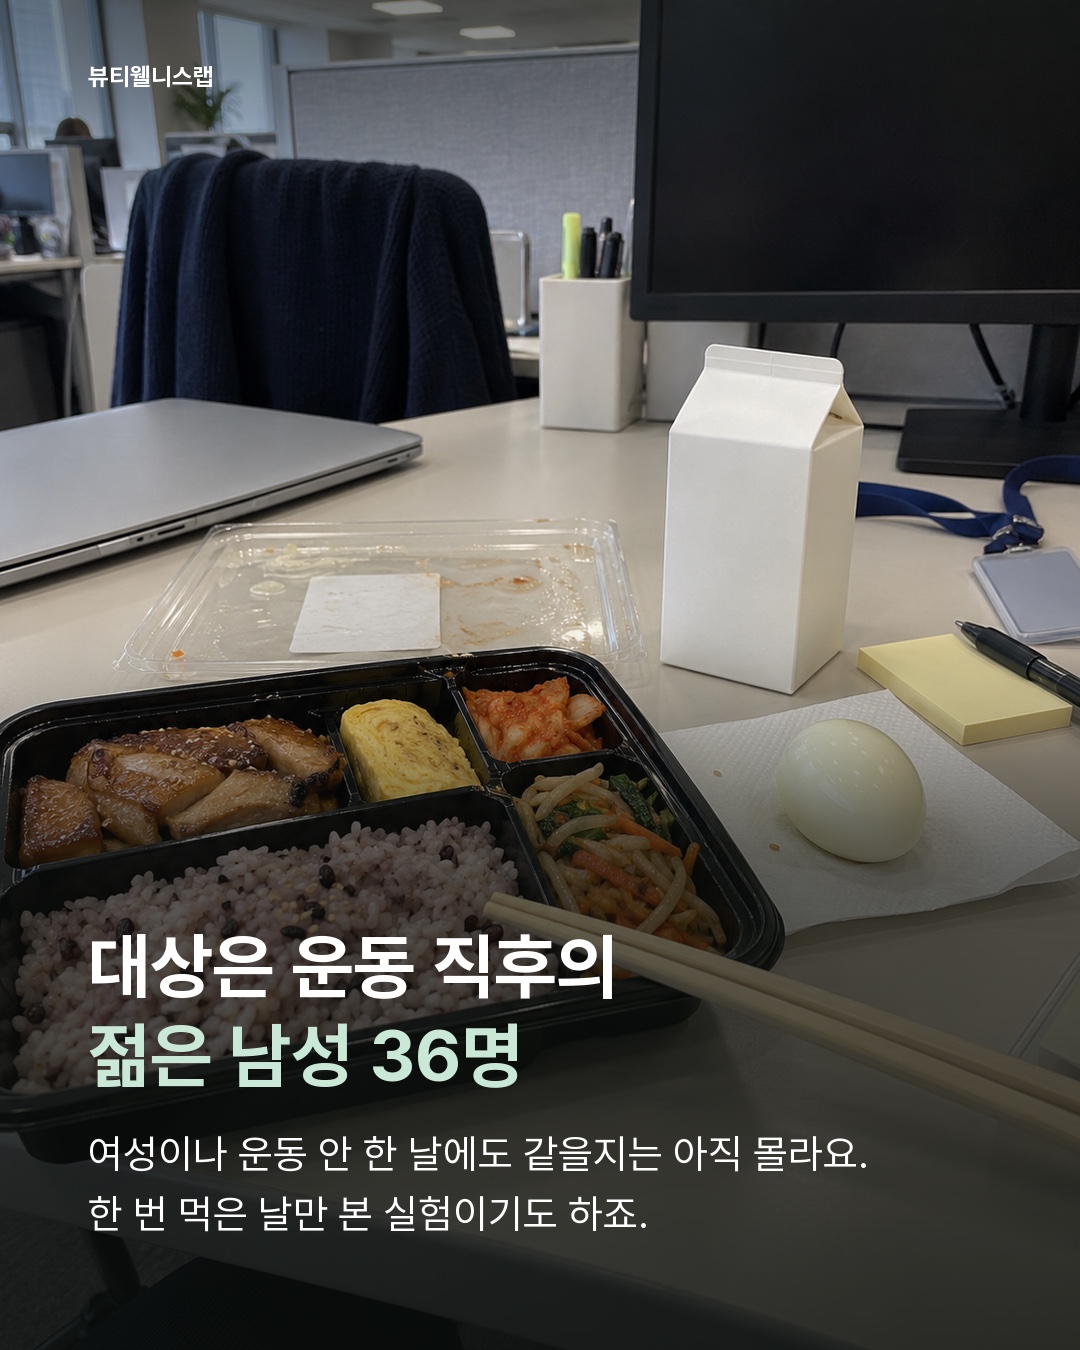 뷰티웰니스랩
대상은 운동 직후의
젊은 남성 36명
여성이나 운동 안 한 날에도 같을지는 아직 몰라요.
한 번 먹은 날만 본 실험이기도 하죠.